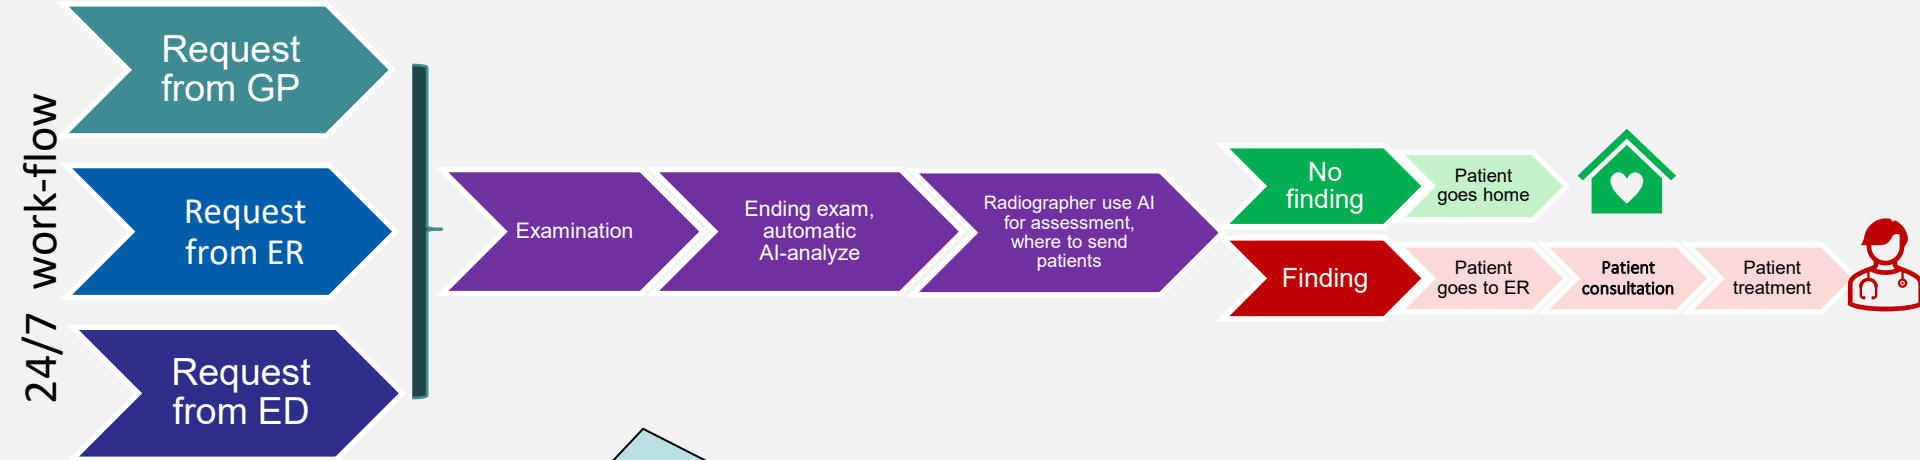 24/7 work-flow
Request
from GP
Request
from ER
Request
from ED
Examination
Ending exam,
automatic
AI-analyze
Radiographer use AI
for assessment,
where to send
patients
No
finding
Patient
goes home
Finding
Patient
goes to ER
Patient
consultation
Patient
treatment